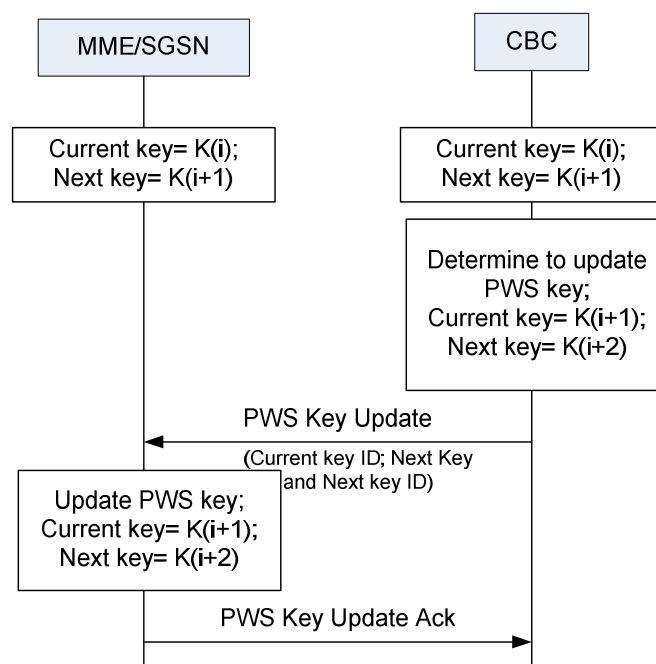 MME/SGSN
CBC
Current key= K(i);
Next key= K(i+1)
Current key= K(i);
Next key= K(i+1)
Determine to update
PWS key;
Current key= K(i+1);
Next key= K(i+2)
PWS Key Update
(Current key ID; Next Key
and Next key ID)
Update PWS key;
Current key= K(i+1);
Next key= K(i+2)
PWS Key Update Ack